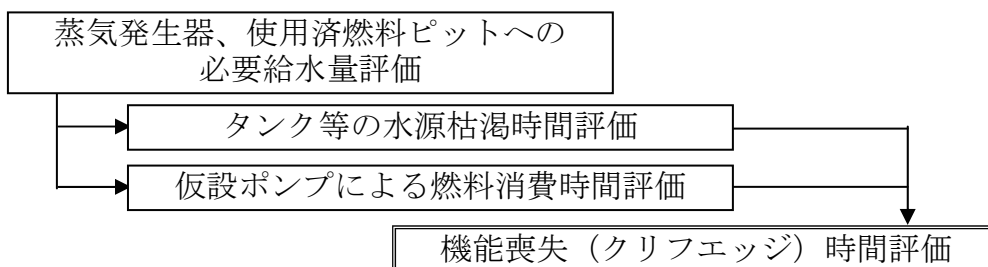 蒸気発生器、使用済燃料ピットへの
必要給水量評価
タンク等の水源枯渇時間評価
仮設ポンプによる燃料消費時間評価
機能喪失（クリフエッジ）時間評価